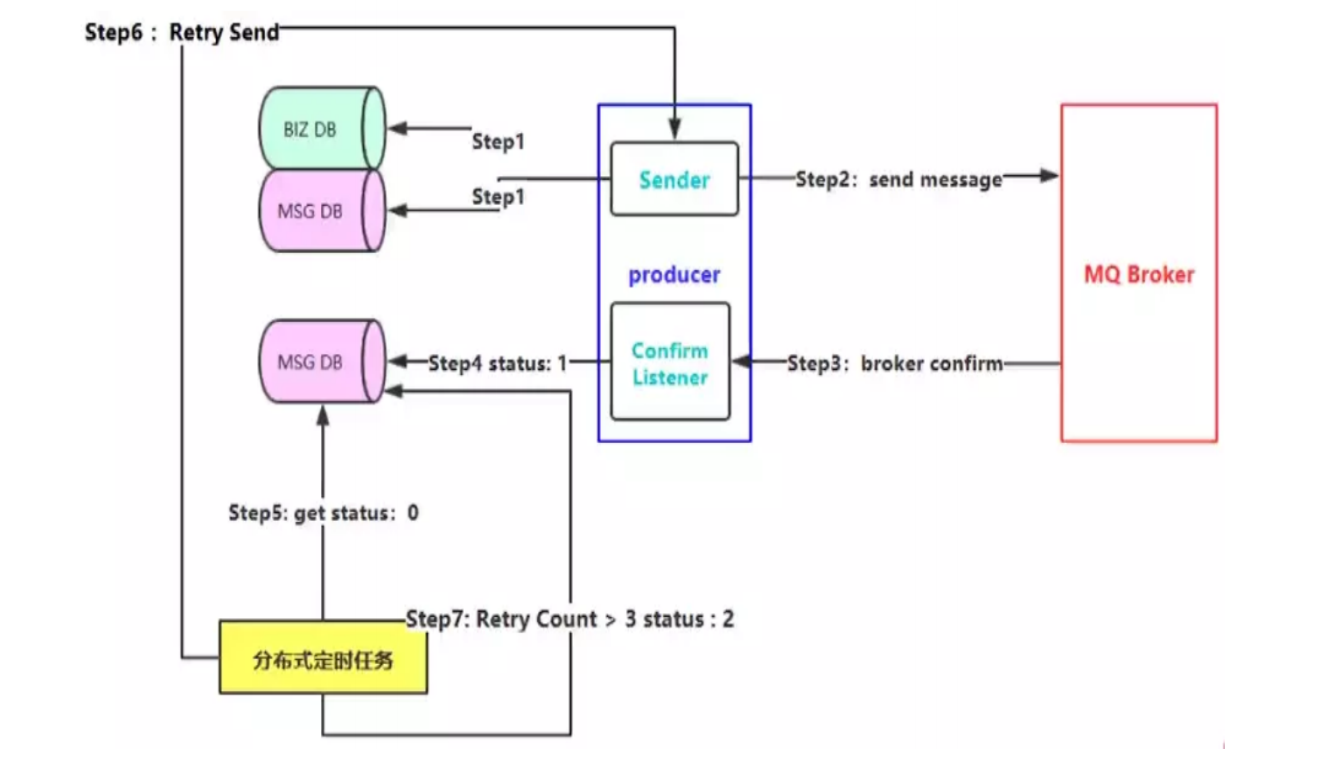 Step6： Retry Send
BIZ DB
Step1
MSG DB
Step1
Sender
Step2：send message
producer
MQ Broker
MSG DB
Step4 status: 1
Confirm
Listener
Step3：broker confirm
Step5: get status：0
Step7: Retry Count > 3 status : 2
分布式定时任务